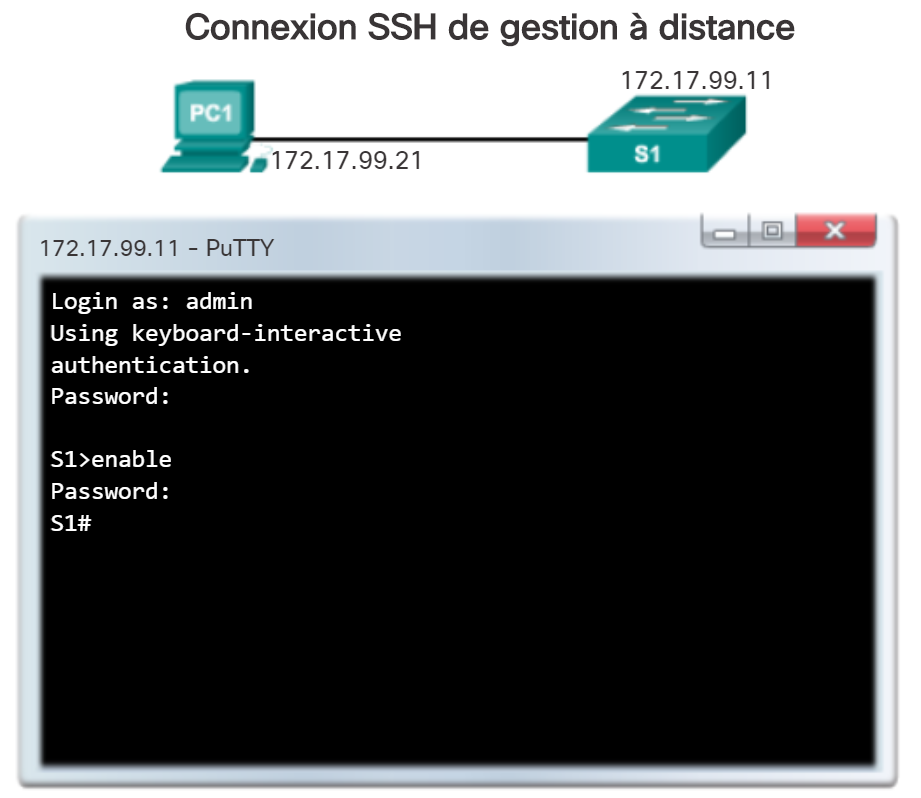 Connexion SSH de gestion à distance
172.17.99.11
PC1
172.17.99.21
S1
172.17.99.11 - PuTTY
Login as: admin
Using keyboard-interactive
authentication.
Password:
S1>enable
Password:
S1#